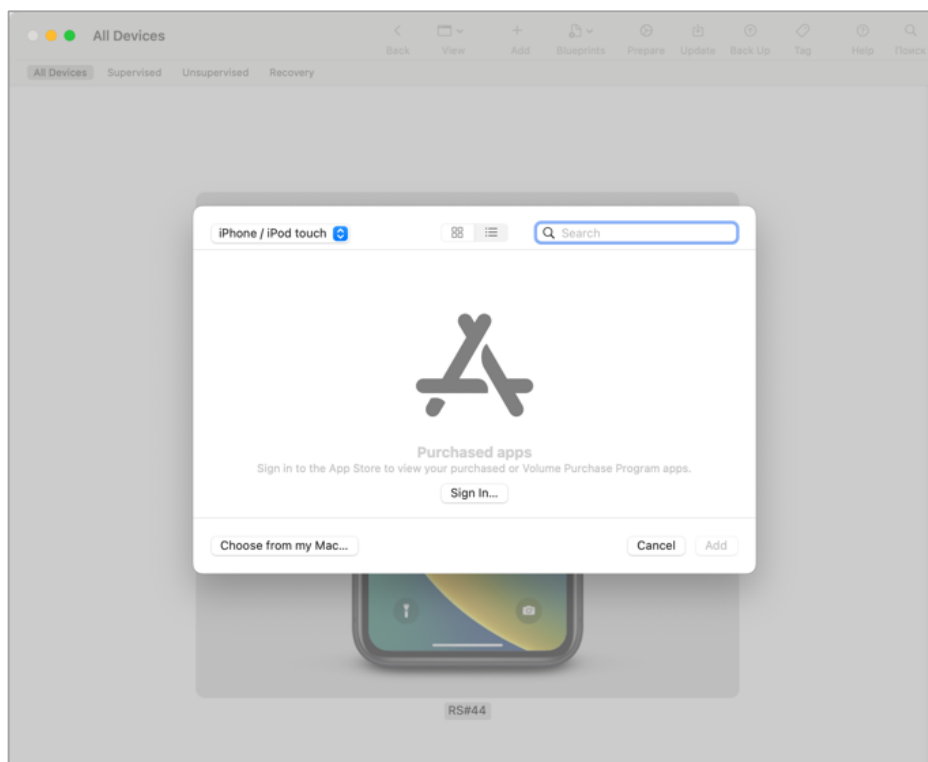 All Devices
Back View Add Blueprints Prepare Update Back Up Tag Help Поиск
All Devices Supervised Unsupervised Recovery
iPhone / iPod touch Search
Purchased apps
Sign in to the App Store to view your purchased or Volume Purchase Program apps.
Sign In...
Choose from my Mac... Cancel Add
RS#44